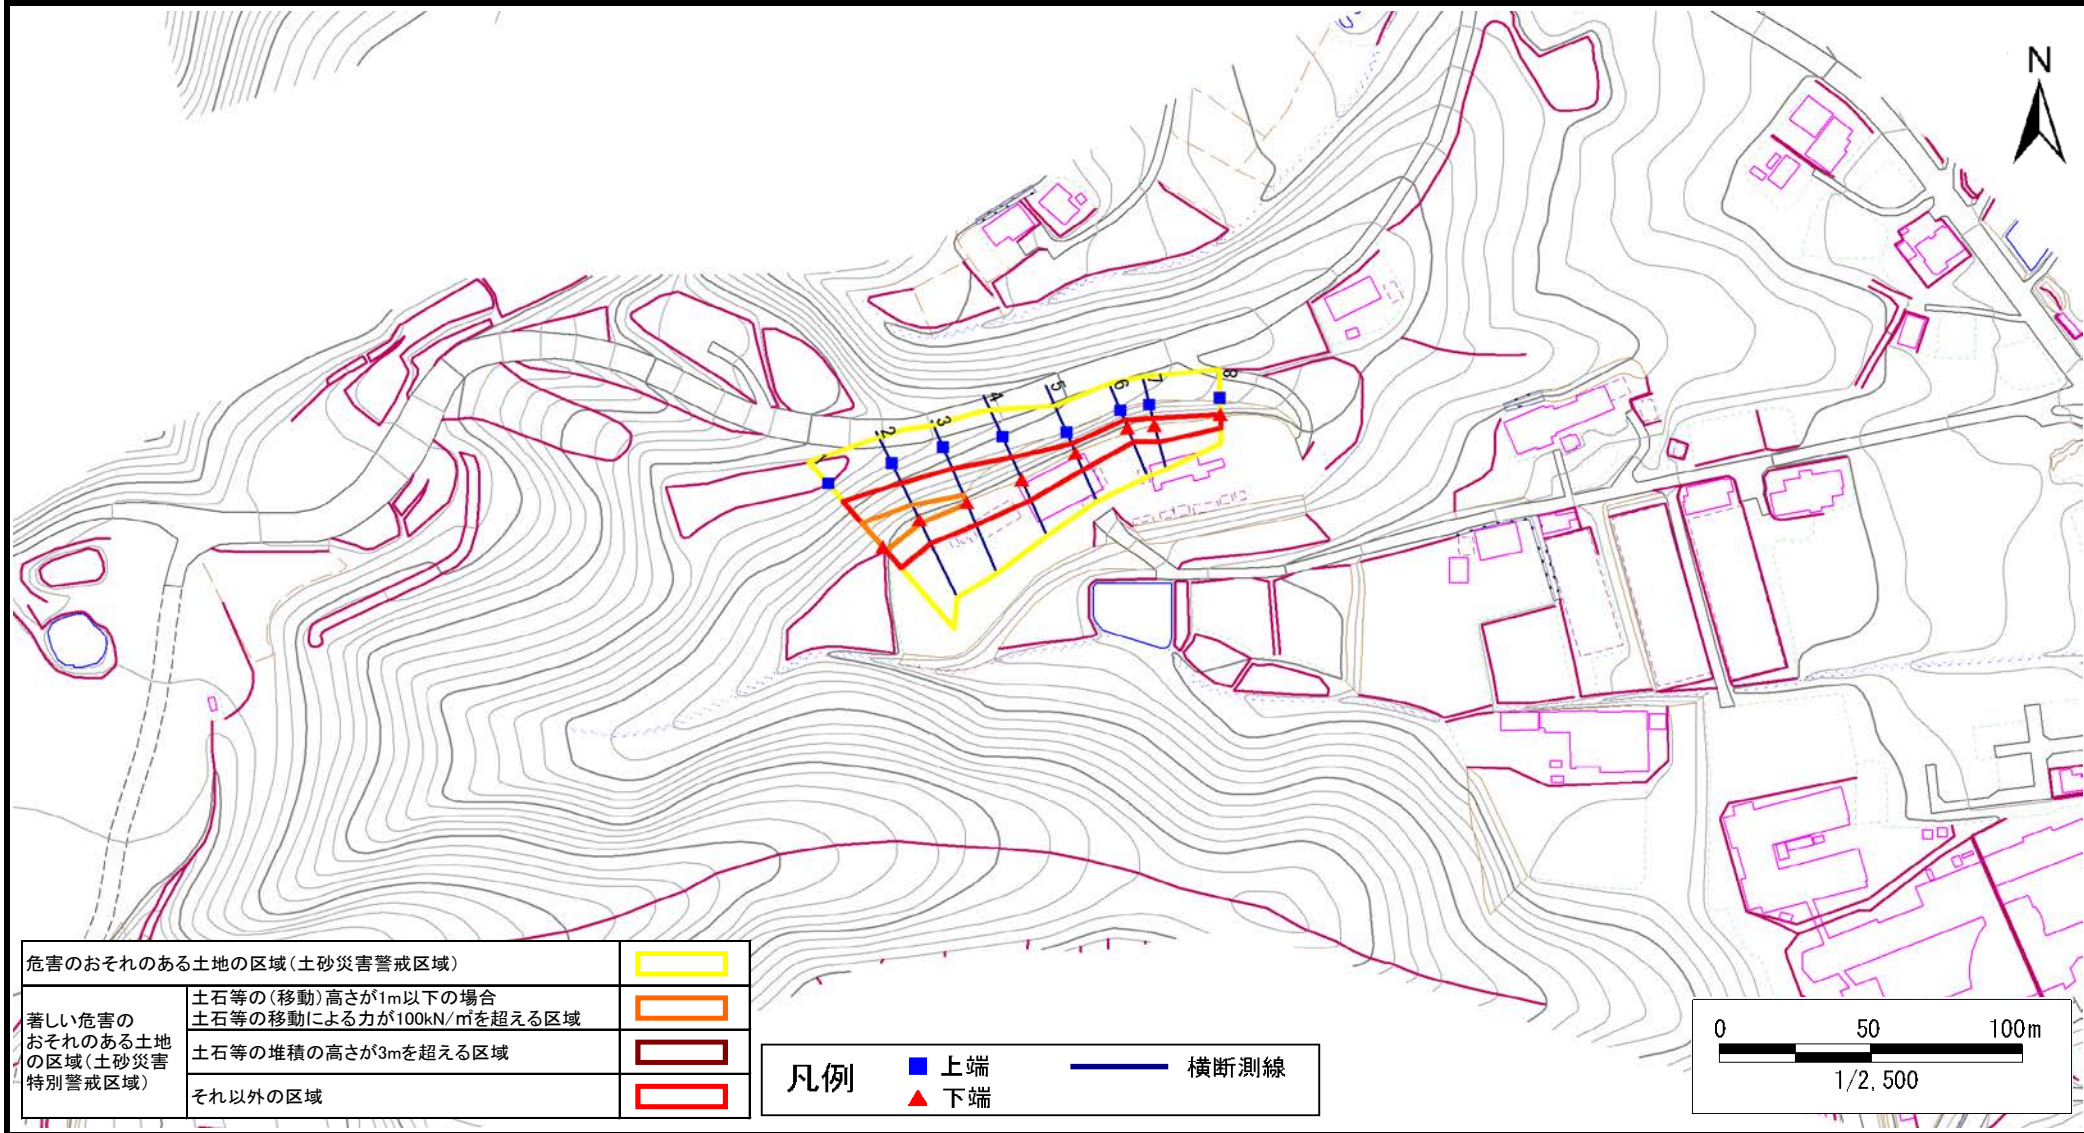 N
1
2
3
4
5
6
7
8
危害のおそれのある土地の区域(土砂災害警戒区域)
著しい危害の
おそれのある土地
の区域(土砂災害
特別警戒区域)
土石等の(移動)高さが1m以下の場合
土石等の移動による力が100kN/㎡を超える区域
土石等の堆積の高さが3mを超える区域
それ以外の区域
凡例
上端
下端
横断測線
0 50 100m
1/2,500